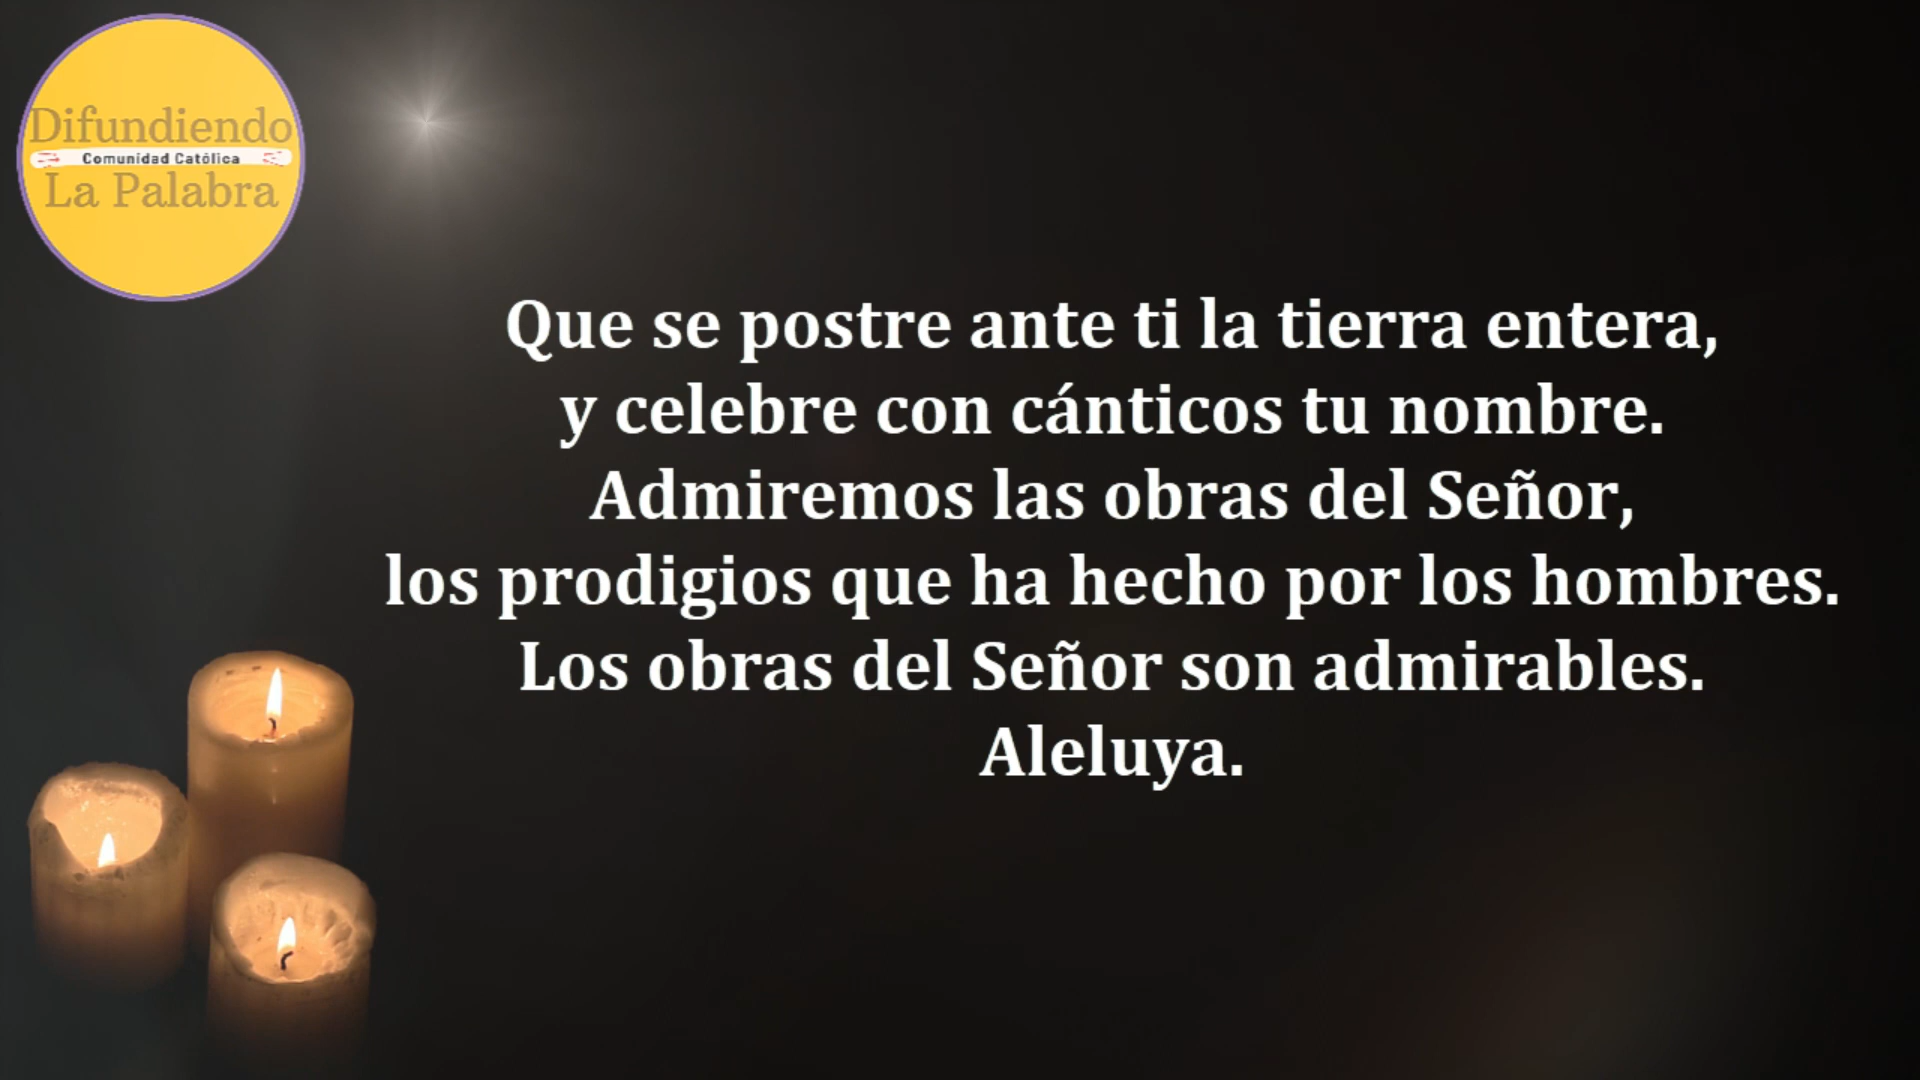 Difundiendo
Comunidad Católica
La Palabra
Que se postre ante ti la tierra entera,
y celebre con cánticos tu nombre.
Admiremos las obras del Señor,
los prodigios que ha hecho por los hombres.
Los obras del Señor son admirables.
Aleluya.